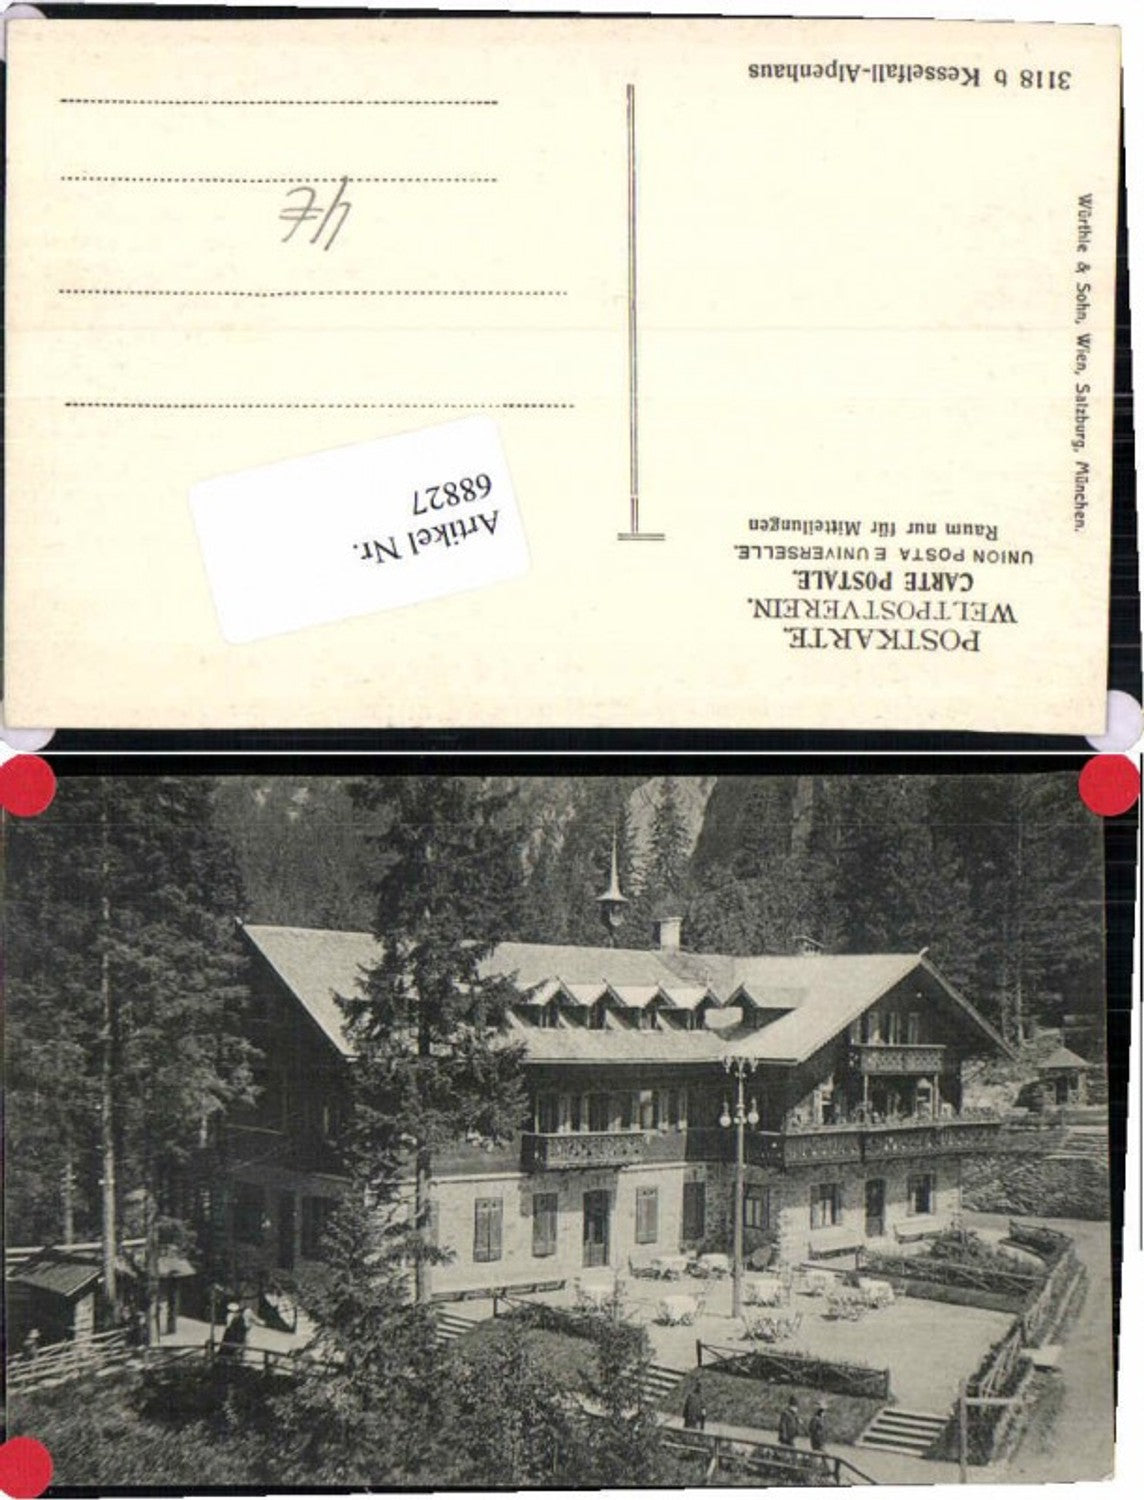 POSTKARTE.
WELTPOSTVEREIN.
CARTE POSTALE.
UNION POSTA E UNIVERSELLE.
Raum nur für Mitteilungen
Artikel Nr.
68827
4€
Würthle & Sohn, Wien, Salzburg, München.
3118 b Kesselfall-Alpenhaus